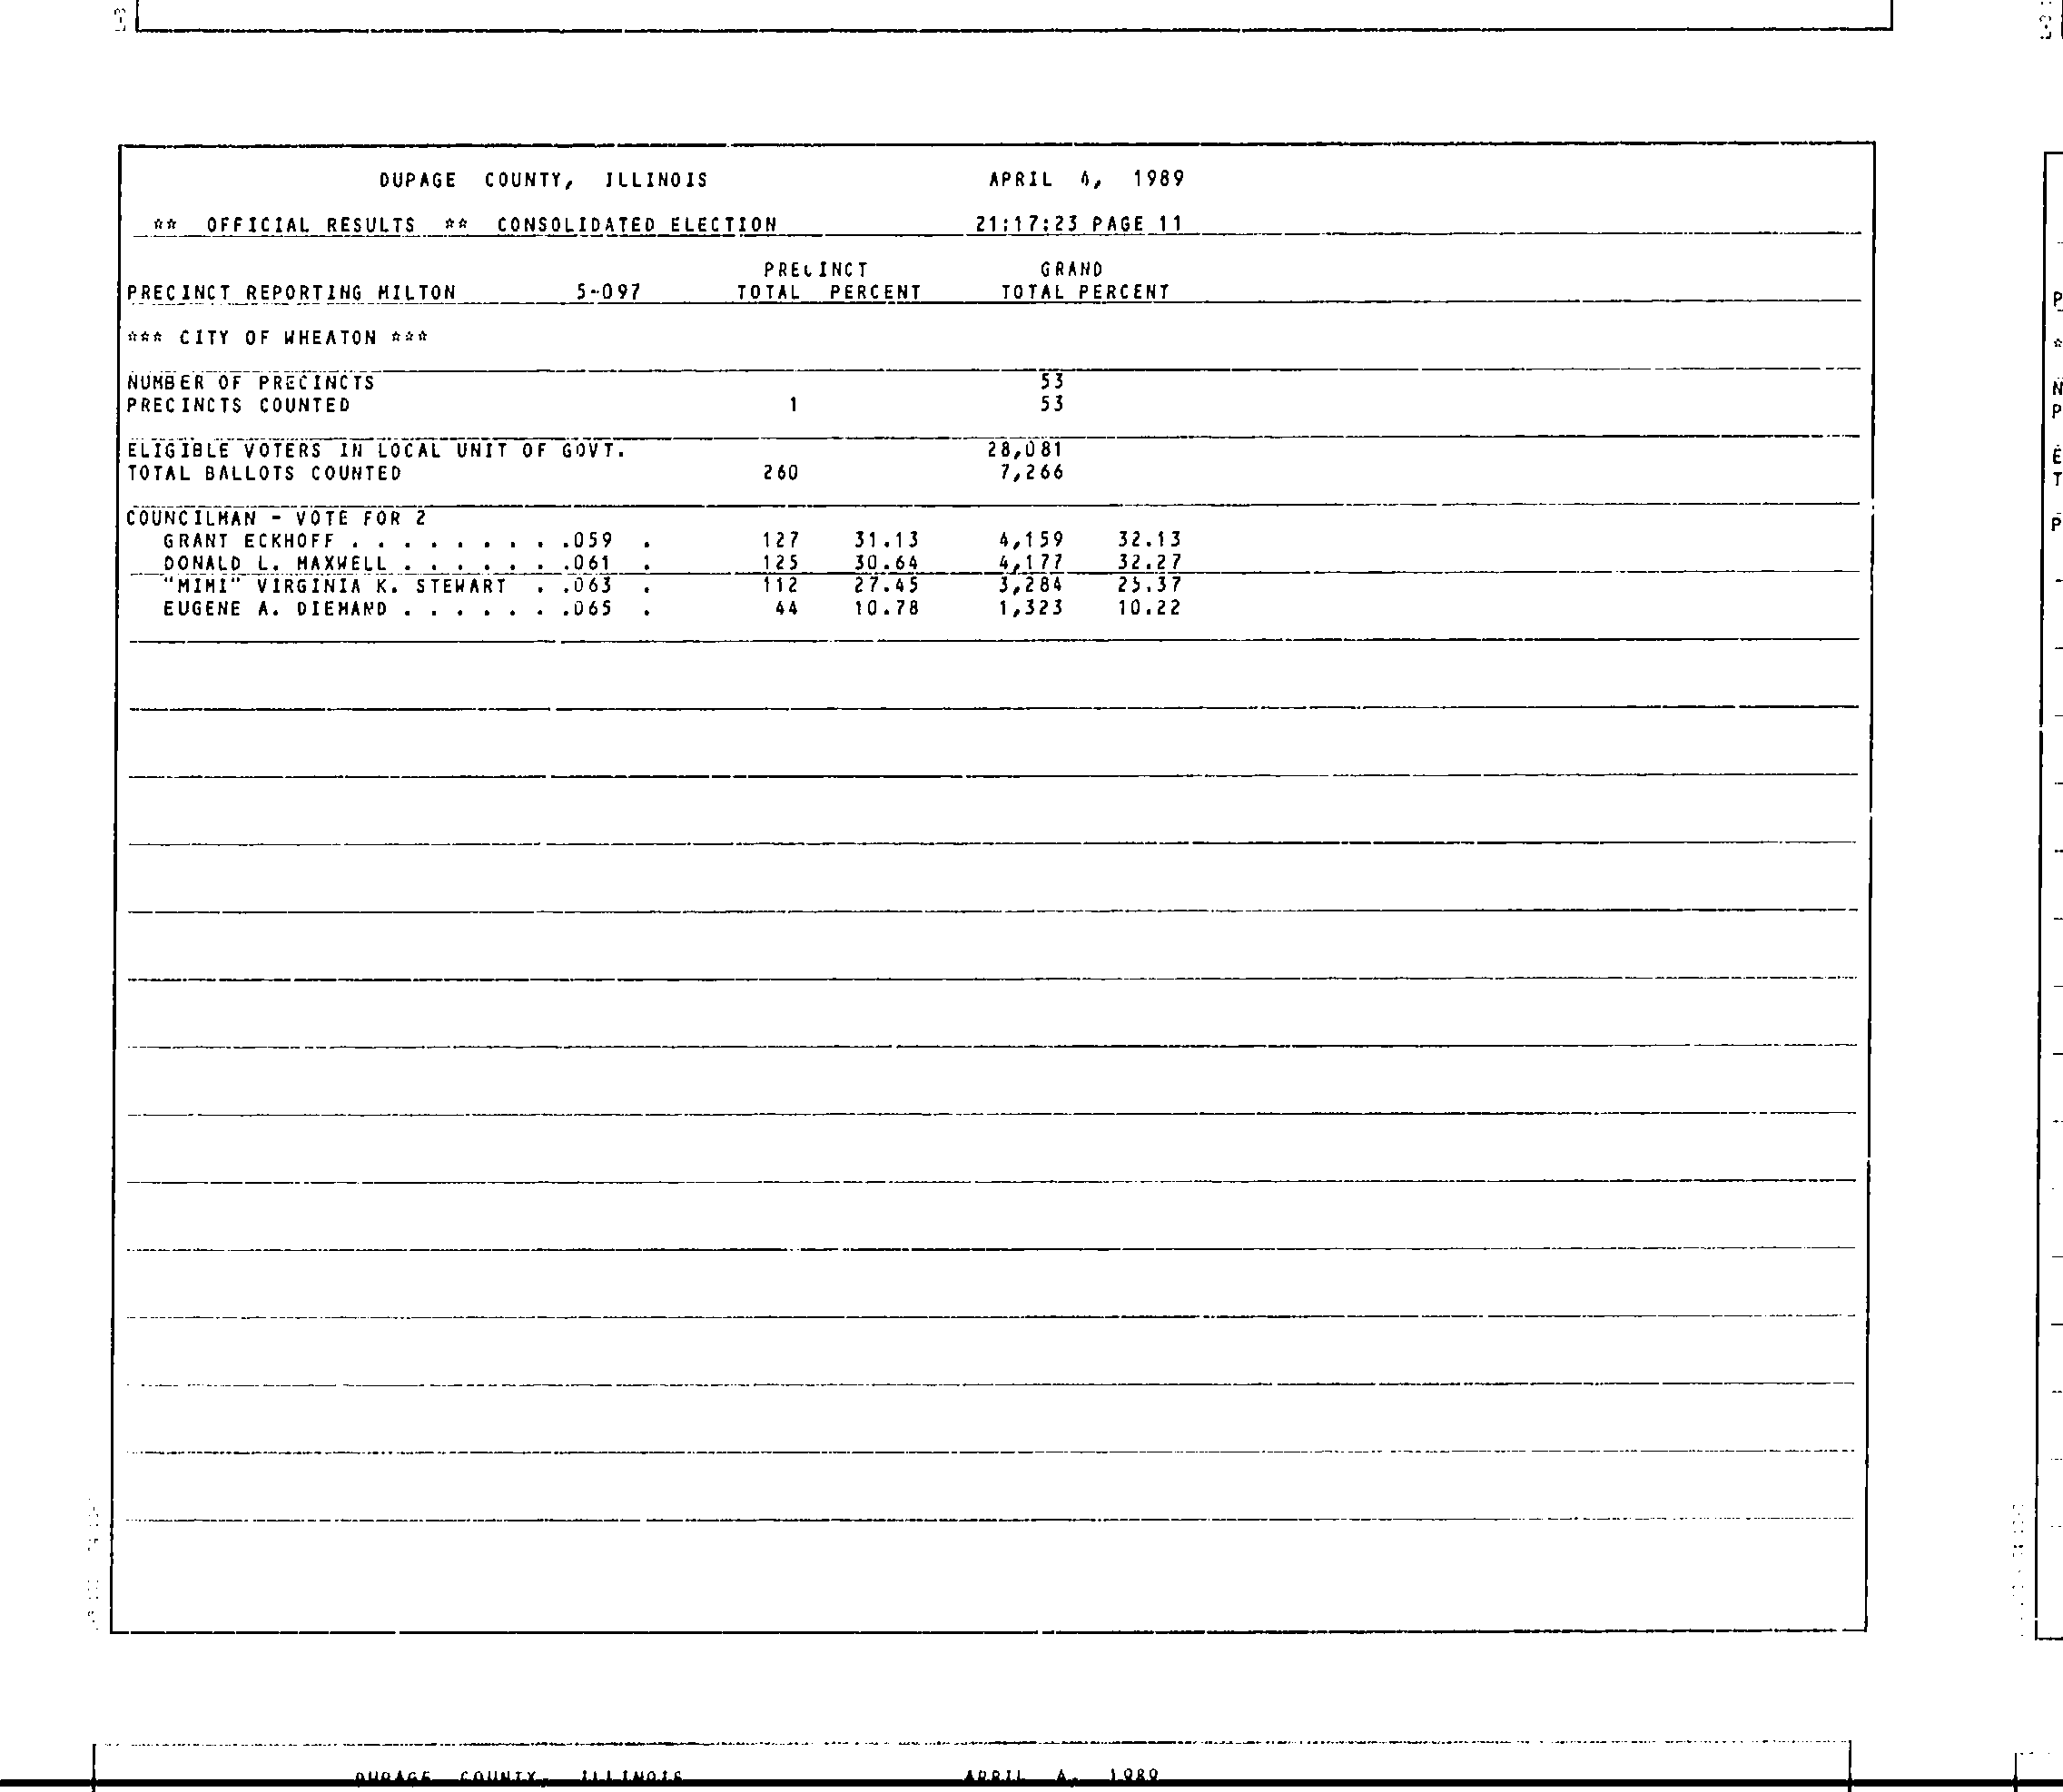 DUPAGE COUNTY, ILLINOIS APRIL 4, 1989
** OFFICIAL RESULTS ** CONSOLIDATED ELECTION 21:17:23 PAGE 11
PRECINCT GRAND
PRECINCT REPORTING MILTON 5-097 TOTAL PERCENT TOTAL PERCENT
*** CITY OF WHEATON ***
NUMBER OF PRECINCTS 53
PRECINCTS COUNTED 1 53
ELIGIBLE VOTERS IN LOCAL UNIT OF GOVT. 28,081
TOTAL BALLOTS COUNTED 260 7,266
COUNCILMAN - VOTE FOR 2
GRANT ECKHOFF . . . . . . . . .059 . 127 31.13 4,159 32.13
DONALD L. MAXWELL . . . . . . .061 . 125 30.64 4,177 32.27
"MIMI" VIRGINIA K. STEWART . .063 . 112 27.45 3,284 25.37
EUGENE A. DIEMAND . . . . . . .065 . 44 10.78 1,323 10.22
DUPAGE COUNTY, ILLINOIS APRIL 4, 1989